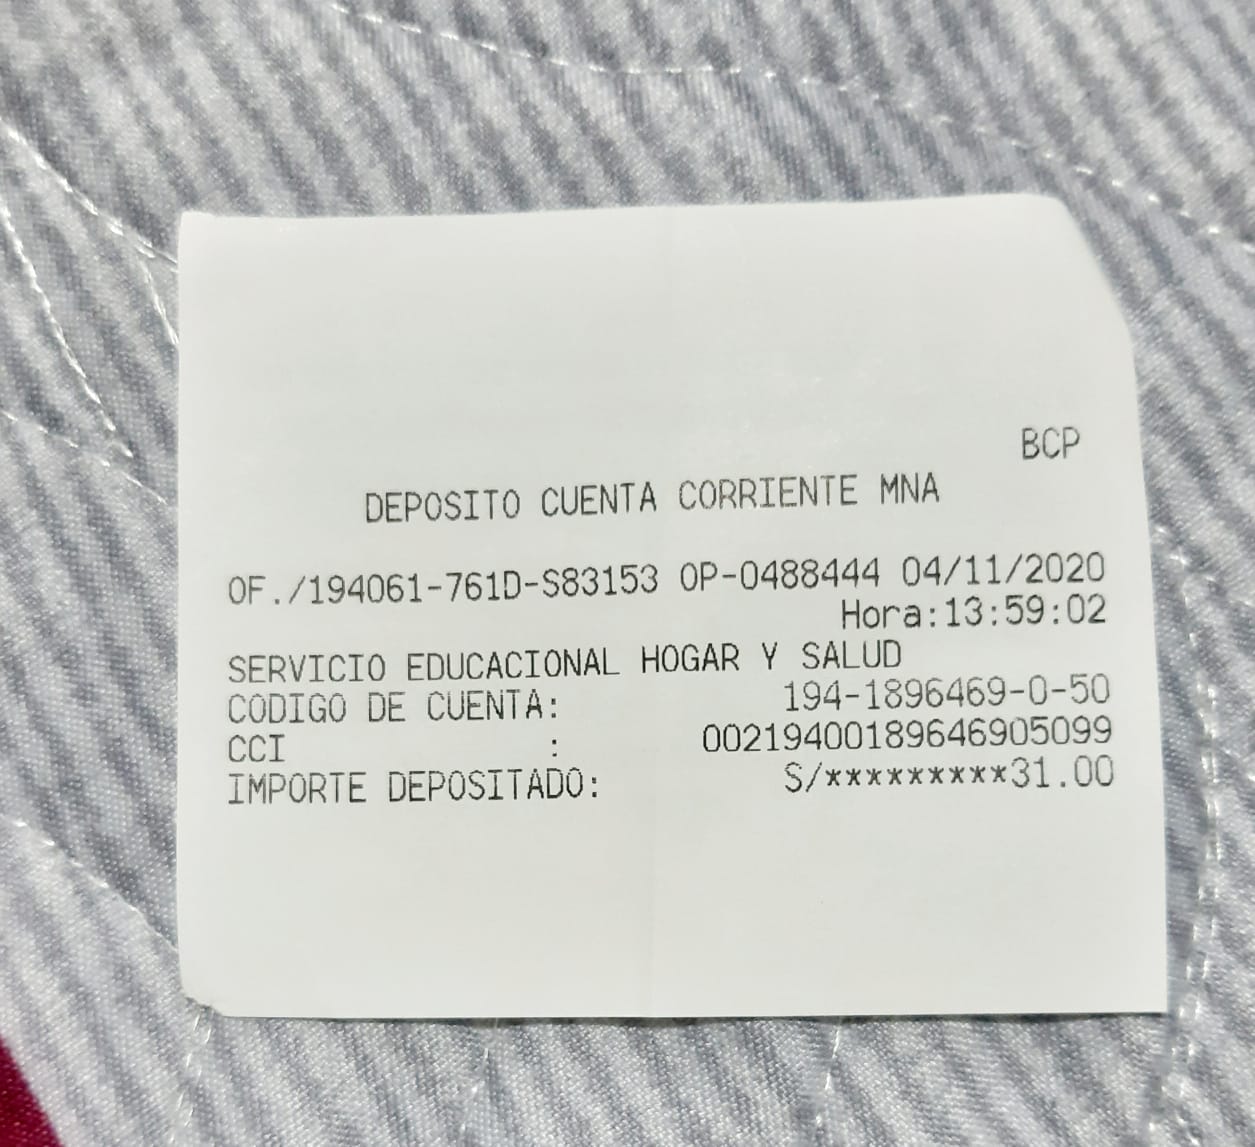 BCP
DEPOSITO CUENTA CORRIENTE MNA
OF./194061-761D-S83153 OP-0488444 04/11/2020
Hora:13:59:02
SERVICIO EDUCACIONAL HOGAR Y SALUD
CODIGO DE CUENTA: 194-1896469-0-50
CCI : 00219400189646905099
IMPORTE DEPOSITADO: S/*********31.00